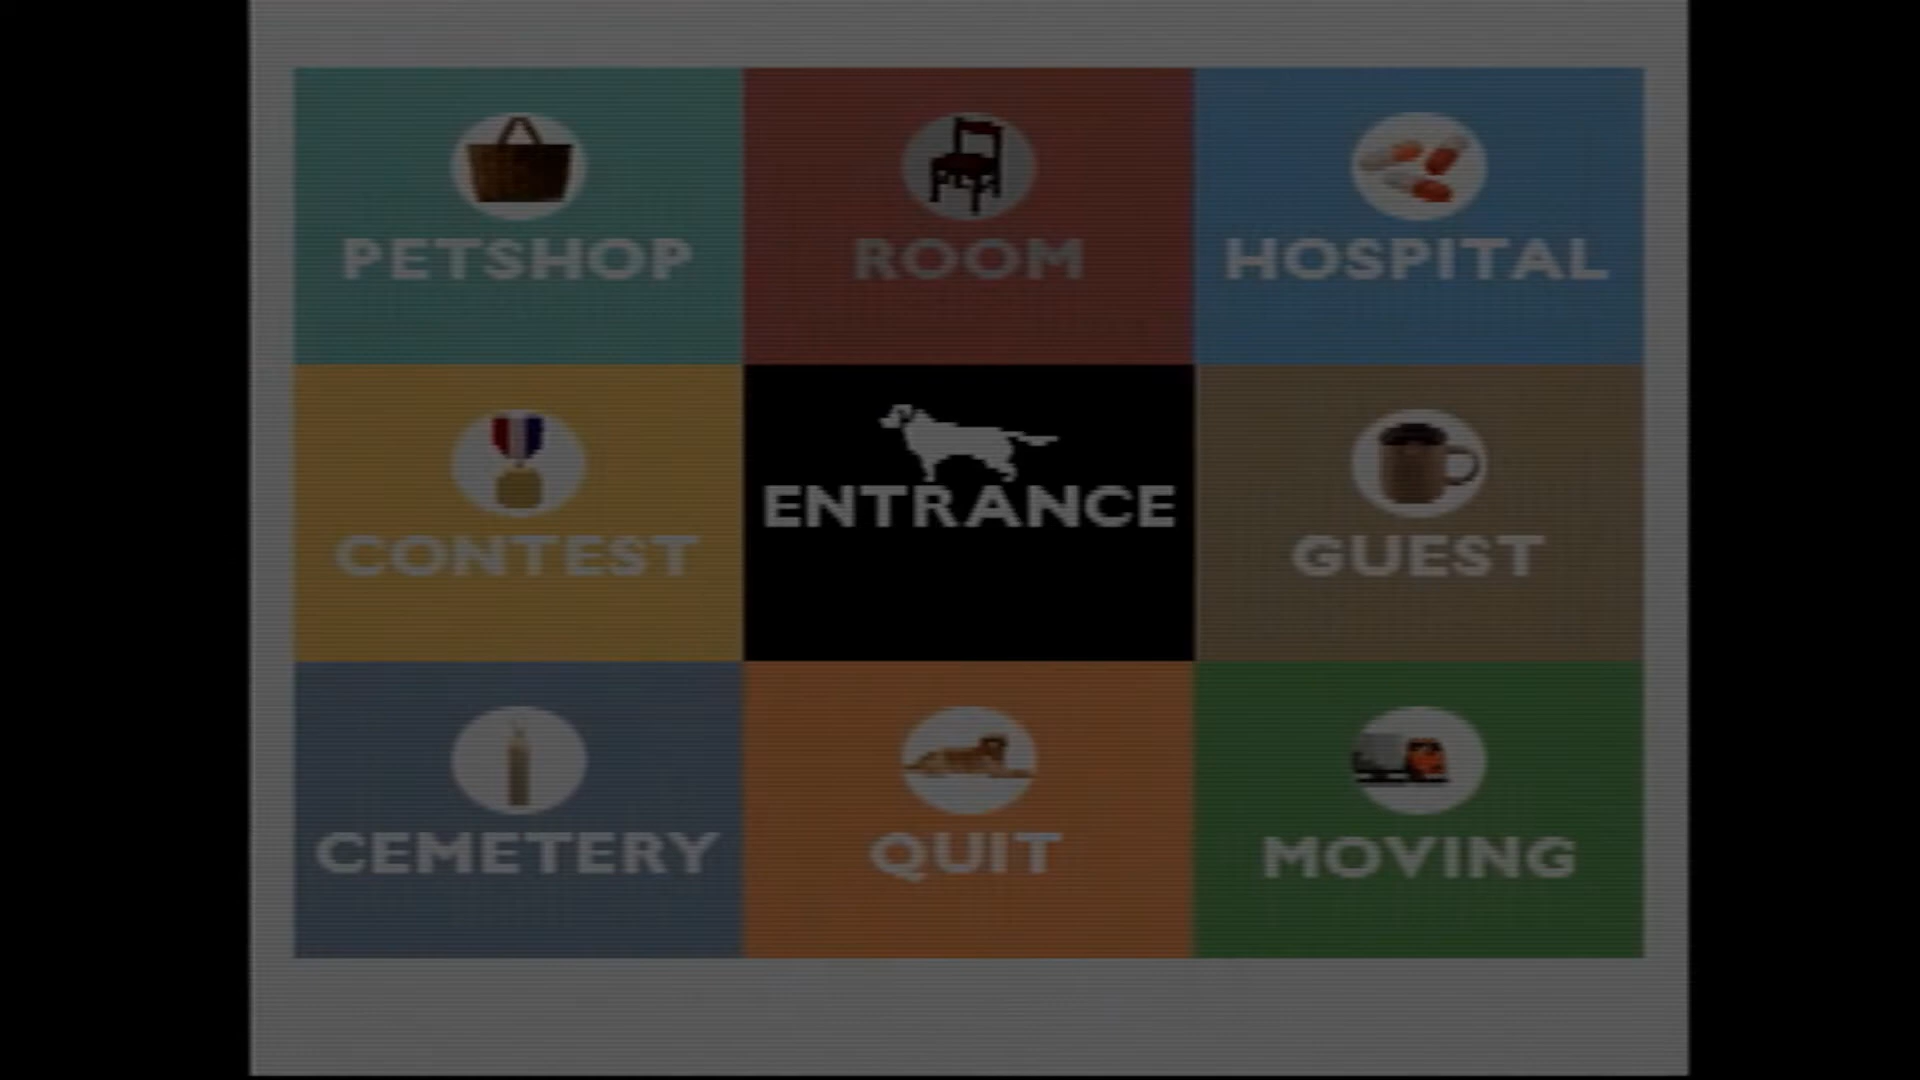 PETSHOP
ROOM
HOSPITAL
CONTEST
ENTRANCE
GUEST
CEMETERY
QUIT
MOVING